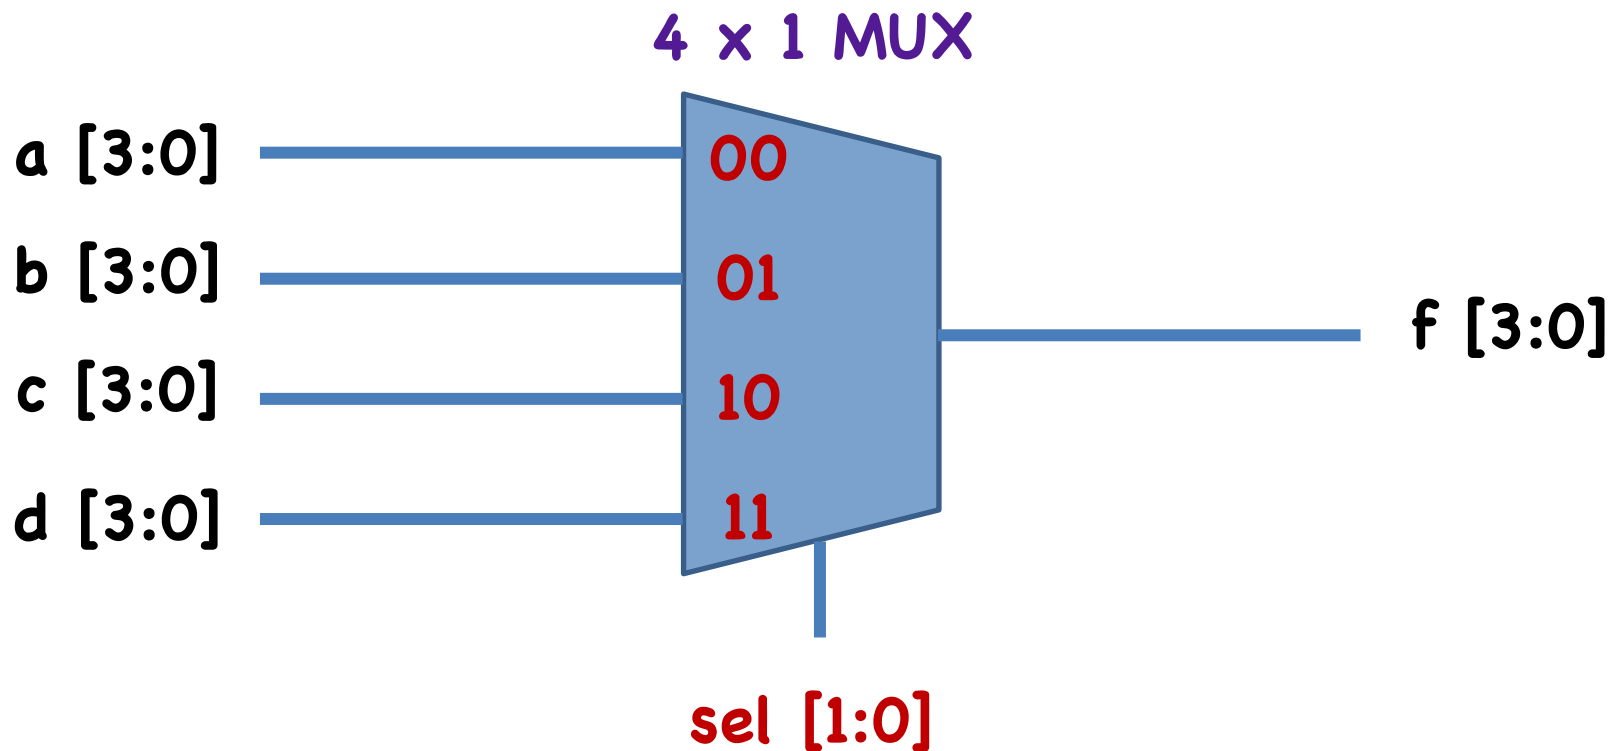 4 x 1 MUX
a [3:0]
00
b [3:0]
01
f [3:0]
c [3:0]
10
d [3:0]
11
sel [1:0]